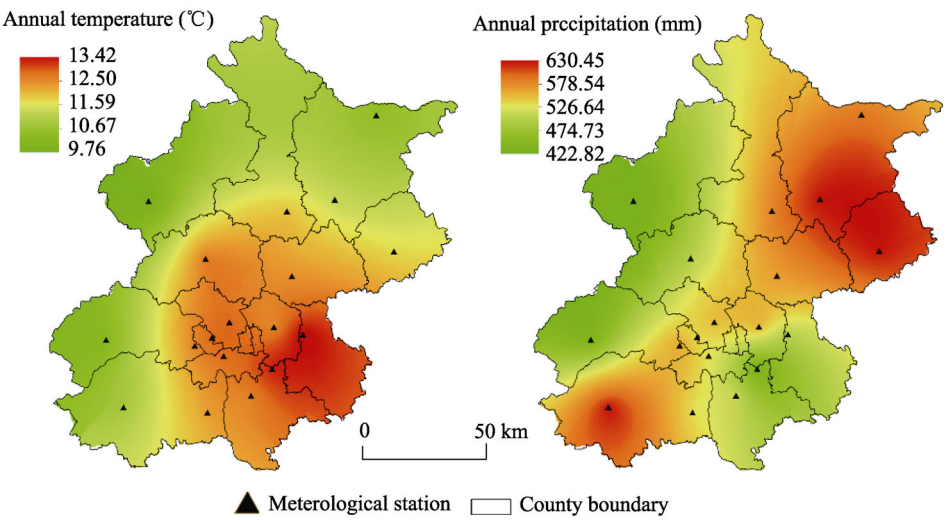 Annual temperature (℃)
13.42
12.50
11.59
10.67
9.76
Annual prccipitation (mm)
630.45
578.54
526.64
474.73
422.82
0 50 km
Meterological station
County boundary